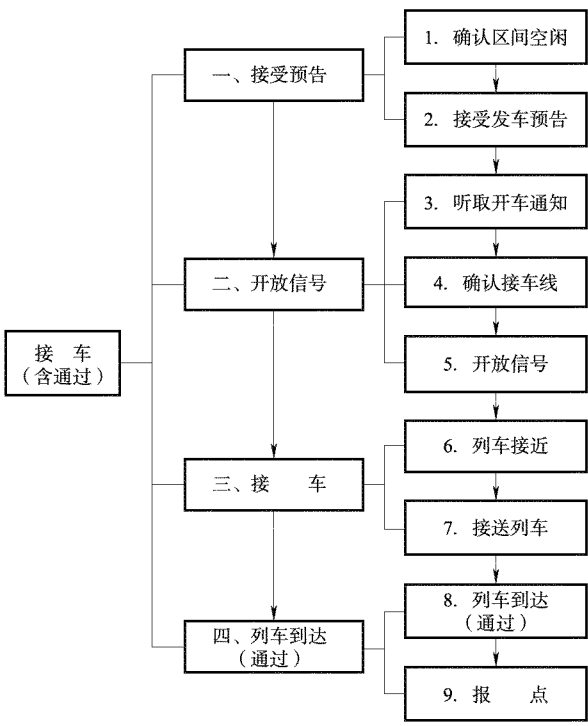 接 车
（含通过）
一、接受预告
1. 确认区间空闲
2. 接受发车预告
二、开放信号
3. 听取开车通知
4. 确认接车线
5. 开放信号
三、接 车
6. 列车接近
7. 接送列车
四、列车到达
（通过）
8. 列车到达
（通过）
9. 报 点